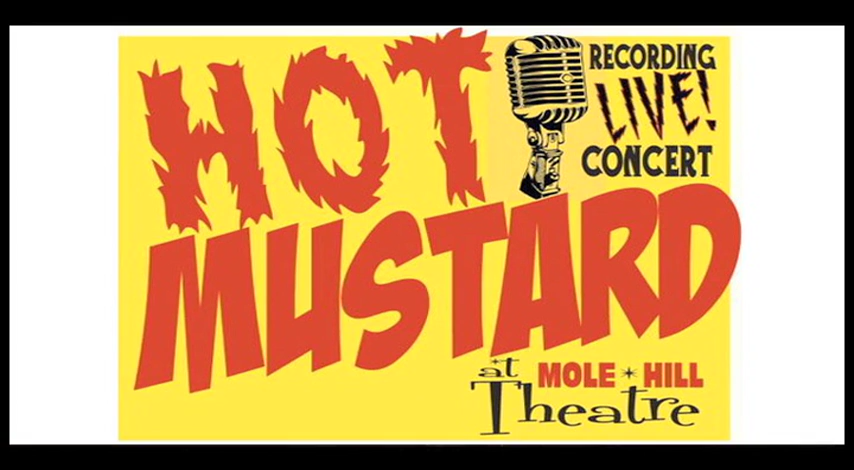 HOT
RECORDING
LIVE!
CONCERT
MUSTARD
at MOLE * HILL
Theatre